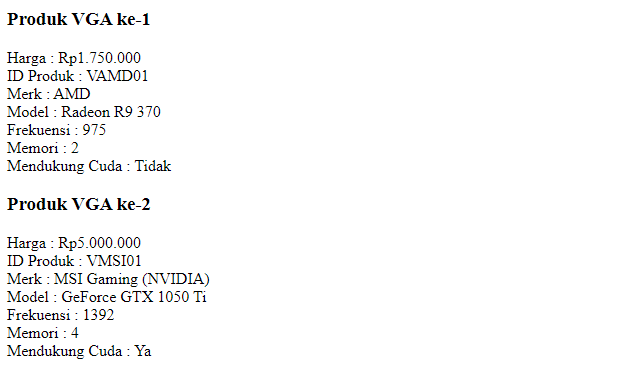 Produk VGA ke-1
Harga : Rp1.750.000
ID Produk : VAMD01
Merk : AMD
Model : Radeon R9 370
Frekuensi : 975
Memori : 2
Mendukung Cuda : Tidak
Produk VGA ke-2
Harga : Rp5.000.000
ID Produk : VMSI01
Merk : MSI Gaming (NVIDIA)
Model : GeForce GTX 1050 Ti
Frekuensi : 1392
Memori : 4
Mendukung Cuda : Ya